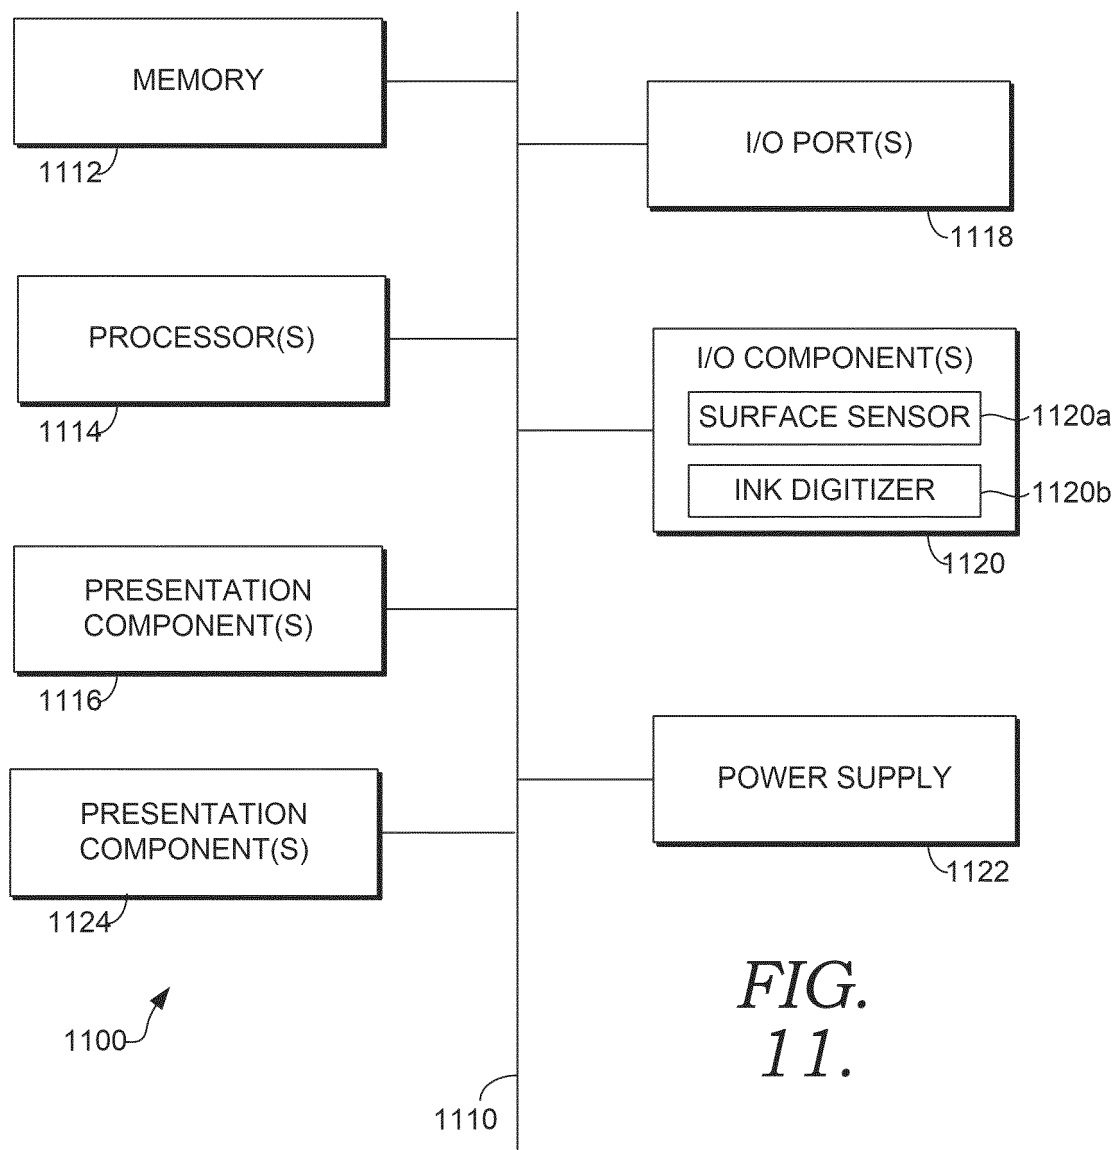 MEMORY
1112
I/O PORT(S)
1118
PROCESSOR(S)
1114
I/O COMPONENT(S)
SURFACE SENSOR
1120a
INK DIGITIZER
1120b
1120
PRESENTATION
COMPONENT(S)
1116
POWER SUPPLY
1122
PRESENTATION
COMPONENT(S)
1124
1100
1110
FIG.
11.